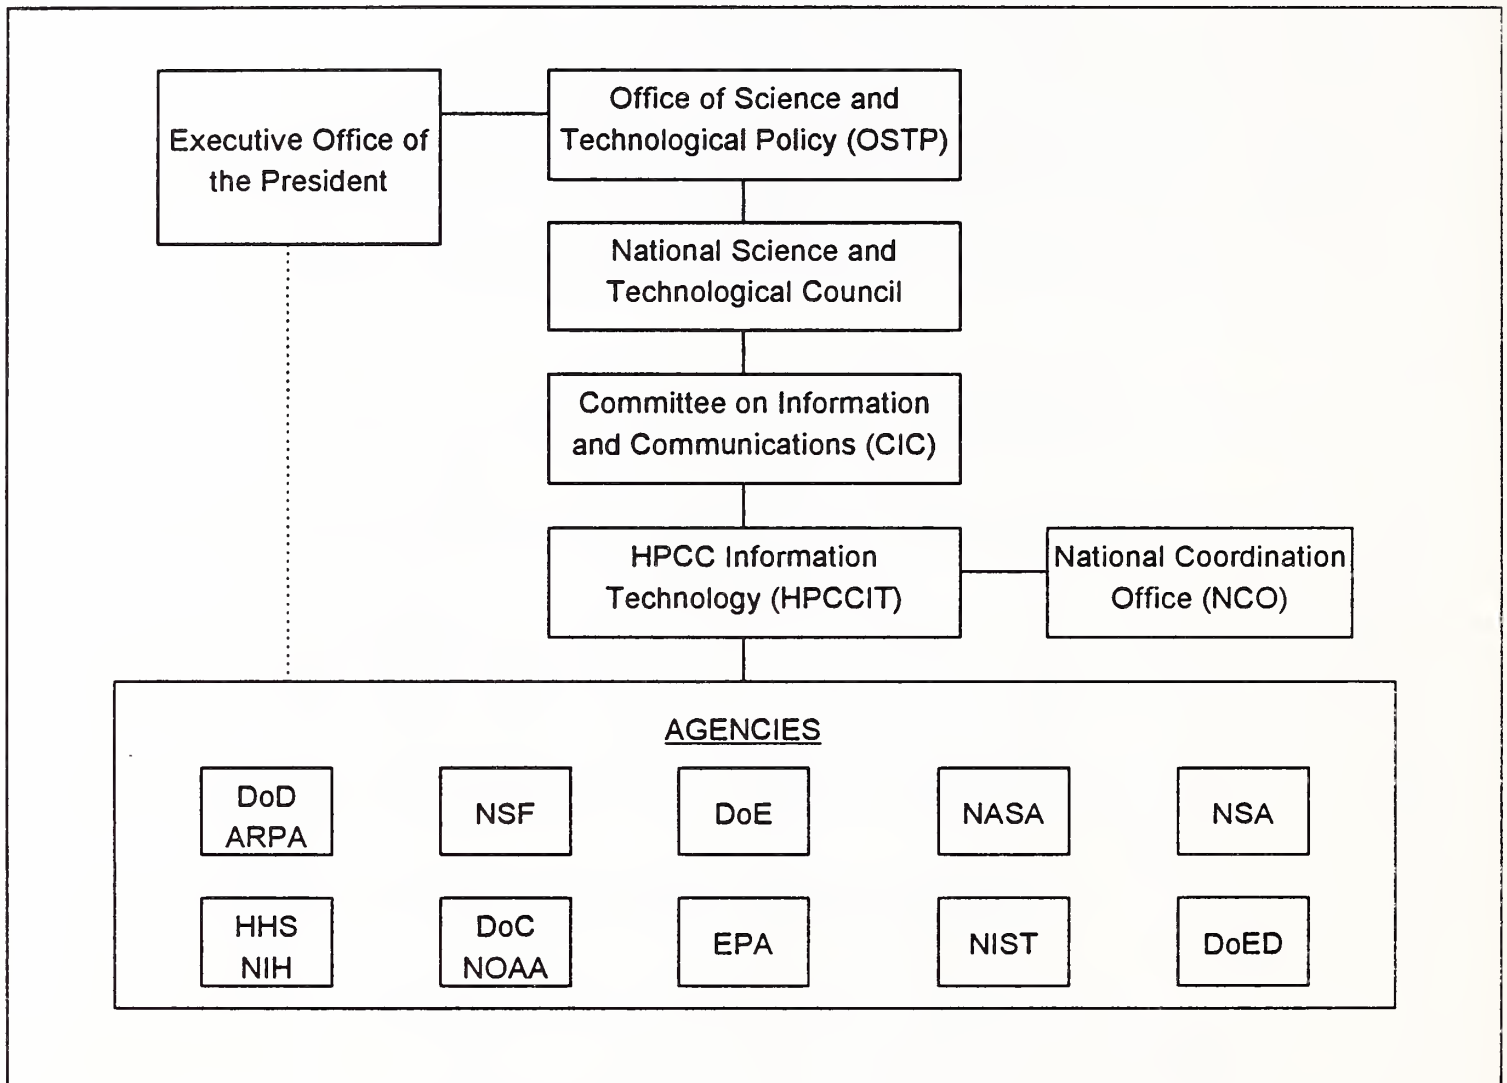 Executive Office of
the President
Office of Science and
Technological Policy (OSTP)
National Science and
Technological Council
Committee on Information
and Communications (CIC)
HPCC Information
Technology (HPCCIT)
National Coordination
Office (NCO)
AGENCIES
DoD
ARPA
NSF
DoE
NASA
NSA
HHS
NIH
DoC
NOAA
EPA
NIST
DoED